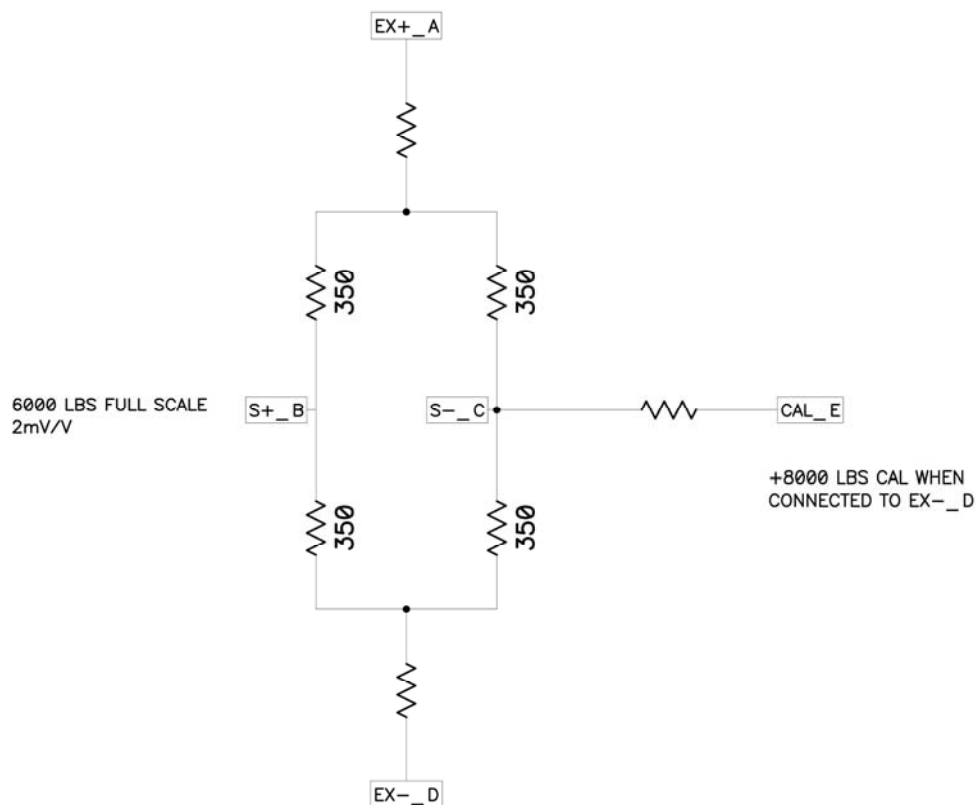 EX+_A
350
350
6000 LBS FULL SCALE
2mV/V
S+_B
S-_C
CAL_E
+8000 LBS CAL WHEN
CONNECTED TO EX-_D
350
350
EX-_D